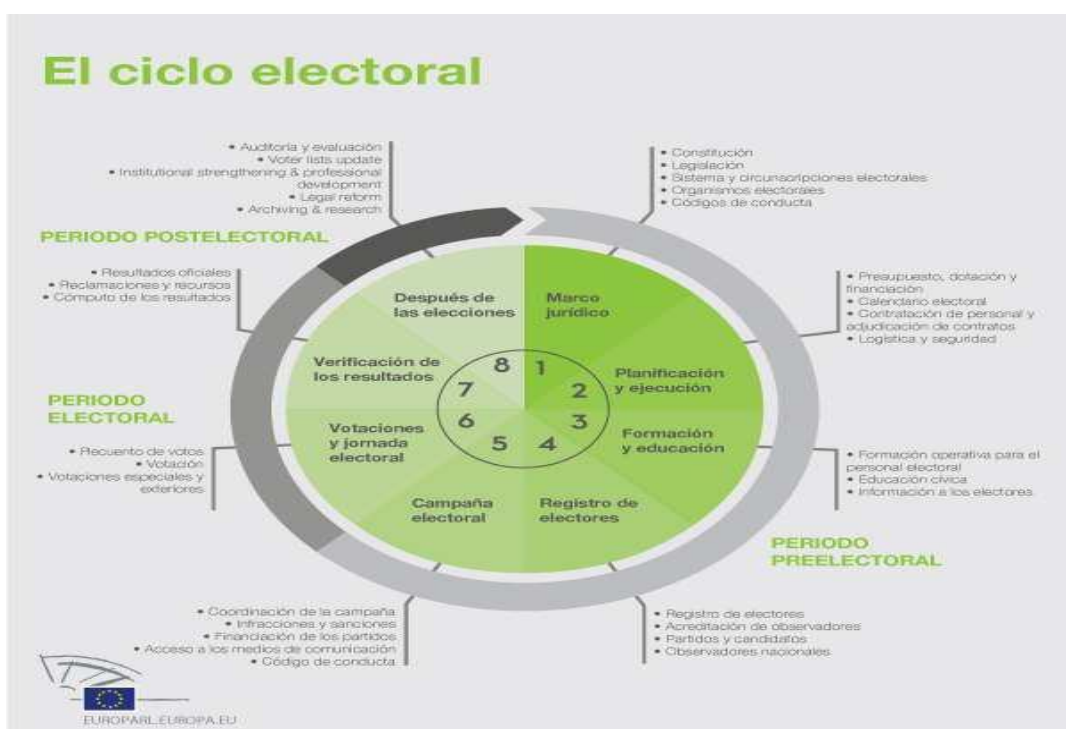 El ciclo electoral
• Auditoría y evaluación
• Voter lists update
• Institutional strengthening & professional
development
• Legal reform
• Archiving & research
• Constitución
• Legislación
• Sistema y circunscripciones electorales
• Organismos electorales
• Códigos de conducta
PERIODO POSTELECTORAL
• Resultados oficiales
• Reclamaciones y recursos
• Cómputo de los resultados
• Presupuesto, dotación y
financiación
• Calendario electoral
• Contratación de personal y
adjudicación de contratos
• Logística y seguridad
Después de
las elecciones
Marco
jurídico
Verificación de
los resultados
Planificación
y ejecución
Votaciones
y jornada
electoral
Formación
y educación
Campaña
electoral
Registro de
electores
8
1
7
2
6
3
5
4
PERIODO
ELECTORAL
• Recuento de votos
• Votación
• Votaciones especiales y
exteriores
• Formación operativa para el
personal electoral
• Educación cívica
• Información a los electores
PERIODO
PREELECTORAL
• Coordinación de la campaña
• Infracciones y sanciones
• Financiación de los partidos
• Acceso a los medios de comunicación
• Código de conducta
• Registro de electores
• Acreditación de observadores
• Partidos y candidatos
• Observadores nacionales
EUROPARL.EUROPA.EU